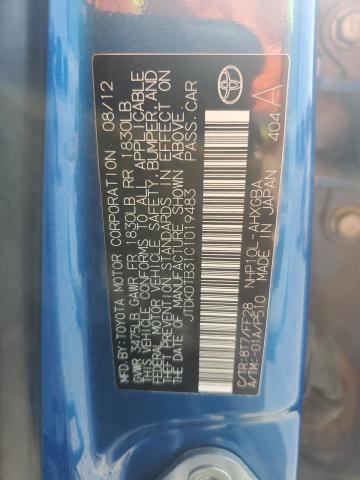 MFD.BY:TOYOTA MOTOR CORPORATION 08/12
GVWR 3475LB GAWR FR 1830LB RR 1830LB
THIS VEHICLE CONFORMS TO ALL APPLICABLE
FEDERAL MOTOR VEHICLE SAFETY, BUMPER, AND
THEFT PREVENTION STANDARDS IN EFFECT ON
THE DATE OF MANUFACTURE SHOWN ABOVE.
JTDKDTB31C1019483 PASS.CAR
C/TR:8T7/FF28 NHP10L-AHXGBA
A/TM:-01A/P510 MADE IN JAPAN
404 A